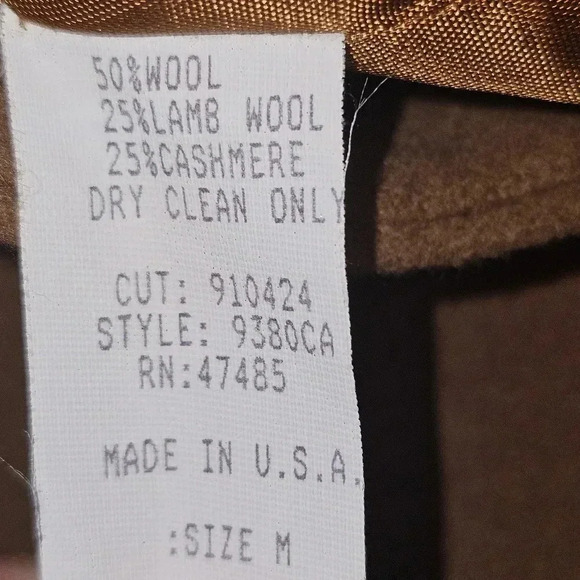 50%WOOL
25%LAMB WOOL
25%CASHMERE
DRY CLEAN ONLY
CUT: 910424
STYLE: 9380CA
RN:47485
MADE IN U.S.A.
:SIZE M